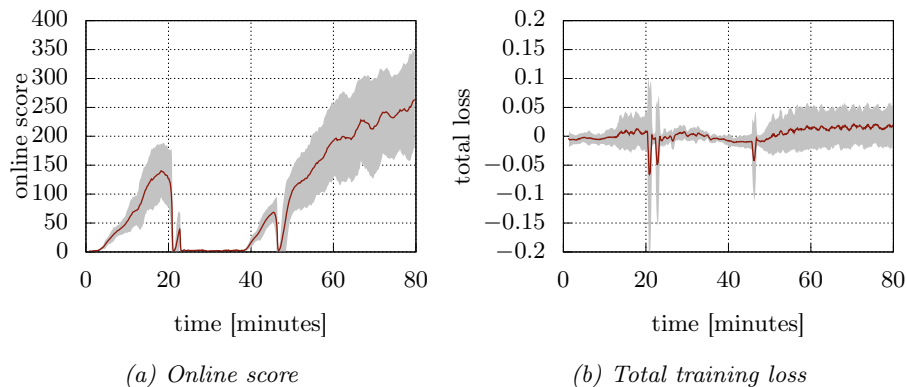 400
350
300
250
200
150
100
50
0
online score
0 20 40 60 80
time [minutes]
(a) Online score
0.2
0.15
0.1
0.05
0
−0.05
−0.1
−0.15
−0.2
total loss
0 20 40 60 80
time [minutes]
(b) Total training loss